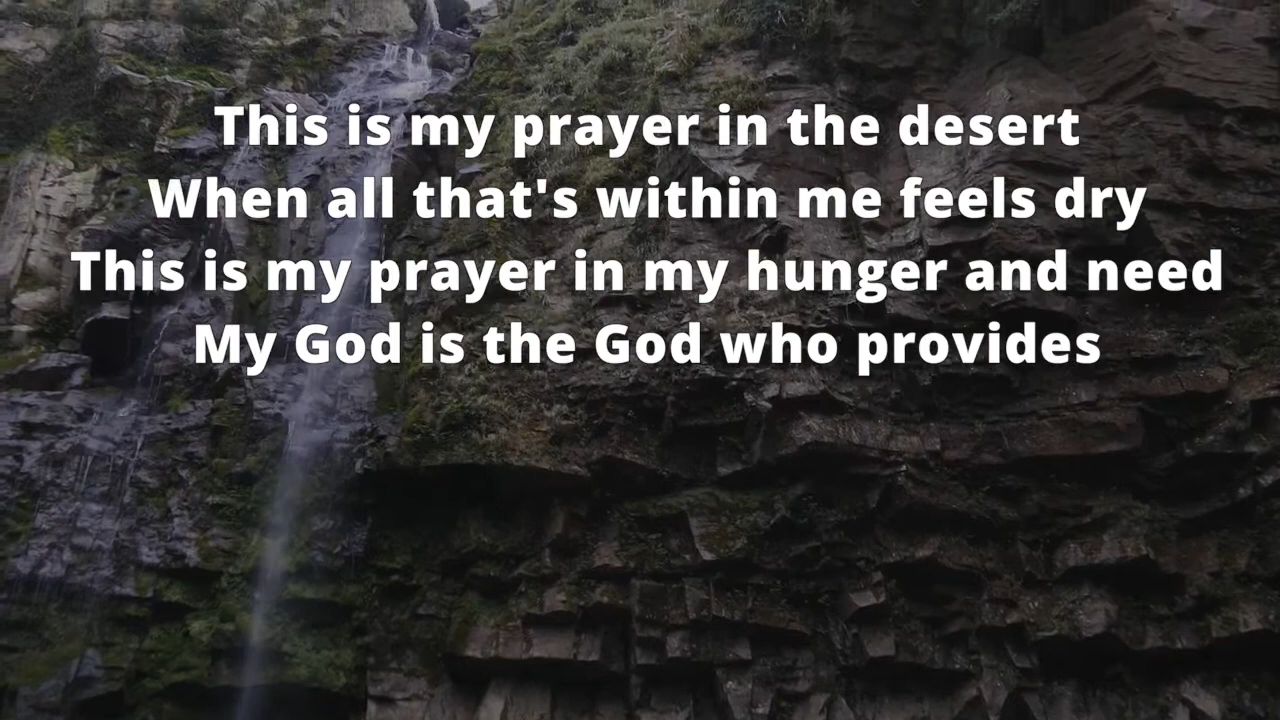 This is my prayer in the desert
When all that's within me feels dry
This is my prayer in my hunger and need
My God is the God who provides